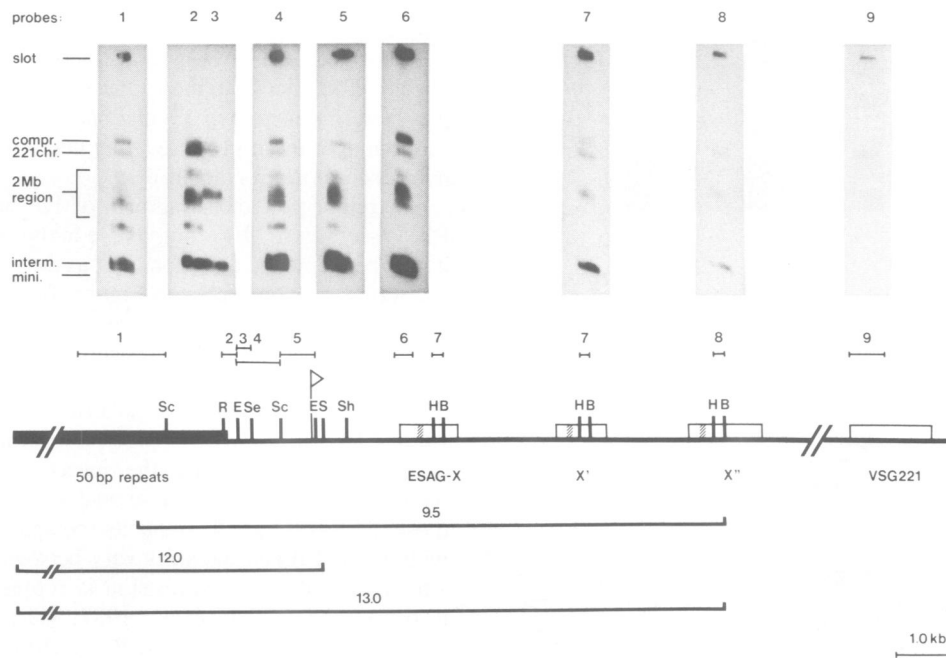 probes: 1 2 3 4 5 6 7 8 9
slot
compr.
221chr.
2Mb
region
interm.
mini.
1 2 3 4 5 6 7 7 8 9
Sc R E Se Sc E S Sh H B H B H B
50 bp repeats ESAG-X X' X'' VSG221
9.5
12.0
13.0
1.0 kb